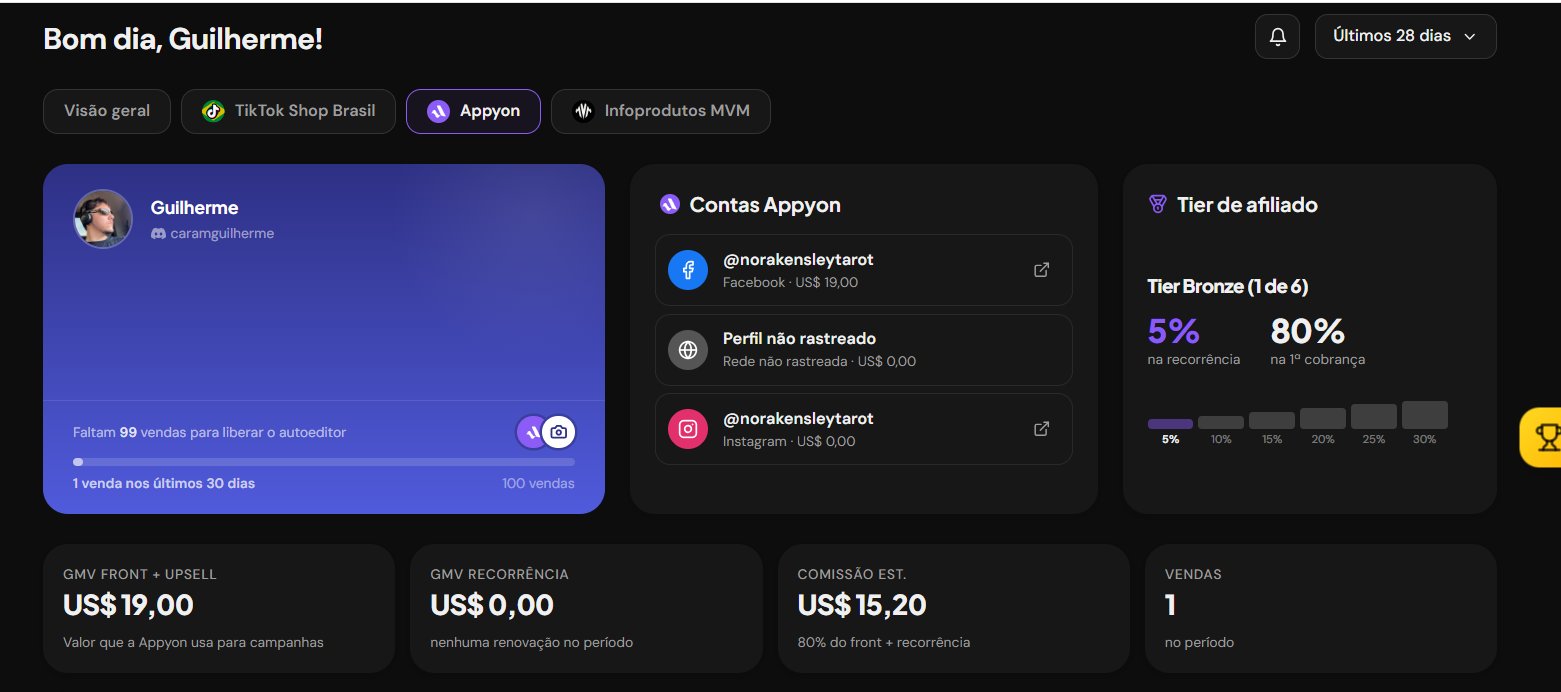 Bom dia, Guilherme!
Últimos 28 dias
Visão geral
TikTok Shop Brasil
Appyon
Infoprodutos MVM
Guilherme
caramguilherme
Faltam 99 vendas para liberar o autoeditor
1 venda nos últimos 30 dias
100 vendas
Contas Appyon
@norakensleytarot
Facebook · US$ 19,00
Perfil não rastreado
Rede não rastreada · US$ 0,00
@norakensleytarot
Instagram · US$ 0,00
Tier de afiliado
Tier Bronze (1 de 6)
5%
80%
na recorrência
na 1ª cobrança
5%
10%
15%
20%
25%
30%
GMV FRONT + UPSELL
US$ 19,00
Valor que a Appyon usa para campanhas
GMV RECORRÊNCIA
US$ 0,00
nenhuma renovação no período
COMISSÃO EST.
US$ 15,20
80% do front + recorrência
VENDAS
1
no período